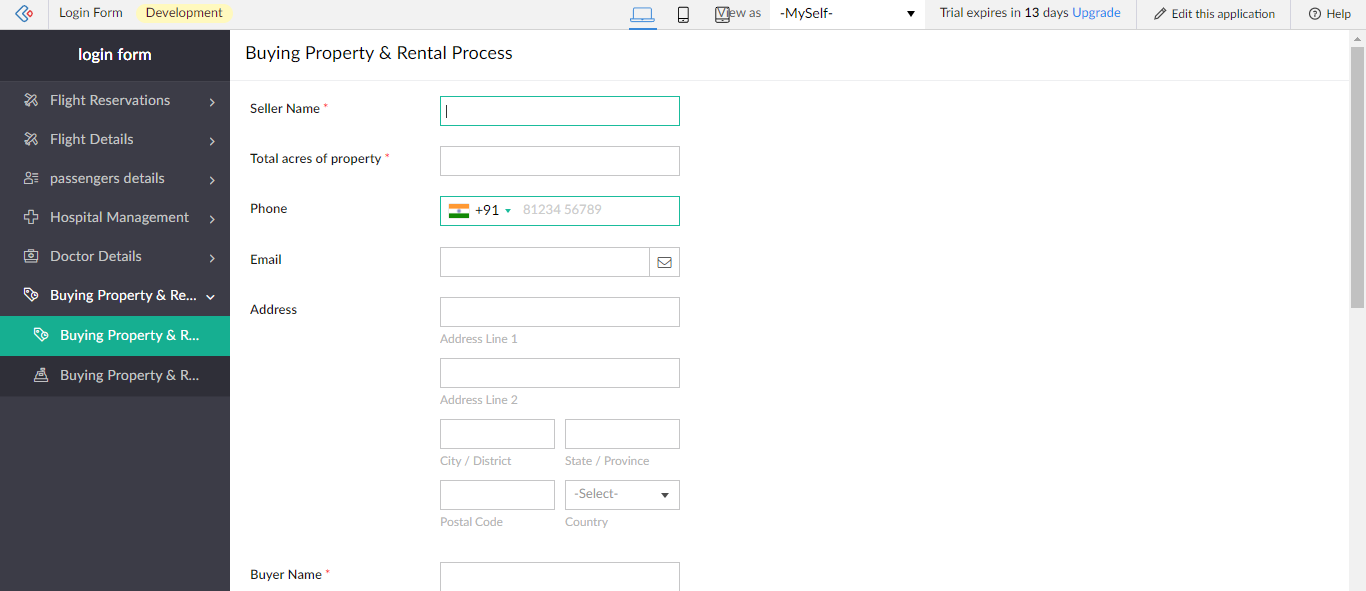 Login Form Development View as -MySelf- Trial expires in 13 days Upgrade Edit this application Help
login form
Flight Reservations
Flight Details
passengers details
Hospital Management
Doctor Details
Buying Property & Re...
Buying Property & R...
Buying Property & R...
Buying Property & Rental Process
Seller Name *
Total acres of property *
Phone +91 81234 56789
Email
Address
Address Line 1
Address Line 2
City / District State / Province
-Select-
Postal Code Country
Buyer Name *